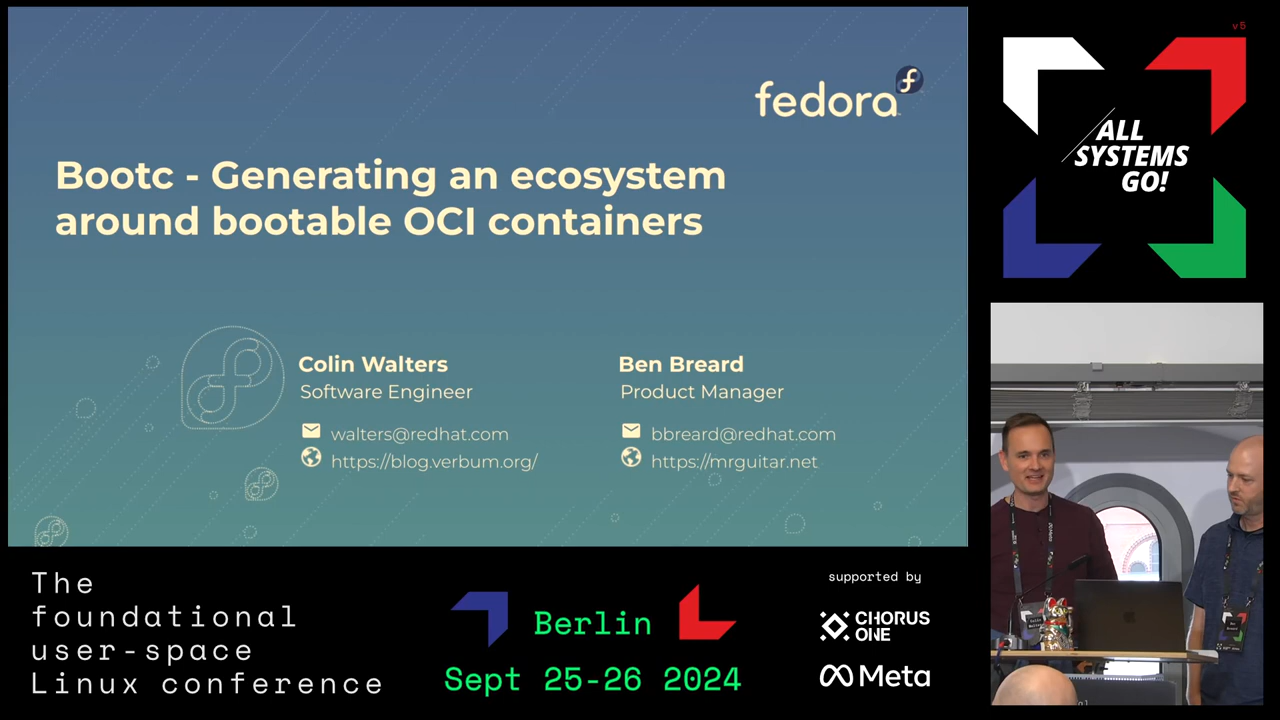 fedora
Bootc - Generating an ecosystem
around bootable OCI containers
Colin Walters
Software Engineer
walters@redhat.com
https://blog.verbum.org/
Ben Breard
Product Manager
bbreard@redhat.com
https://mrguitar.net
v5
ALL
SYSTEMS
GO!
The
foundational
user-space
Linux conference
Berlin
Sept 25-26 2024
supported by
CHORUS
ONE
Meta